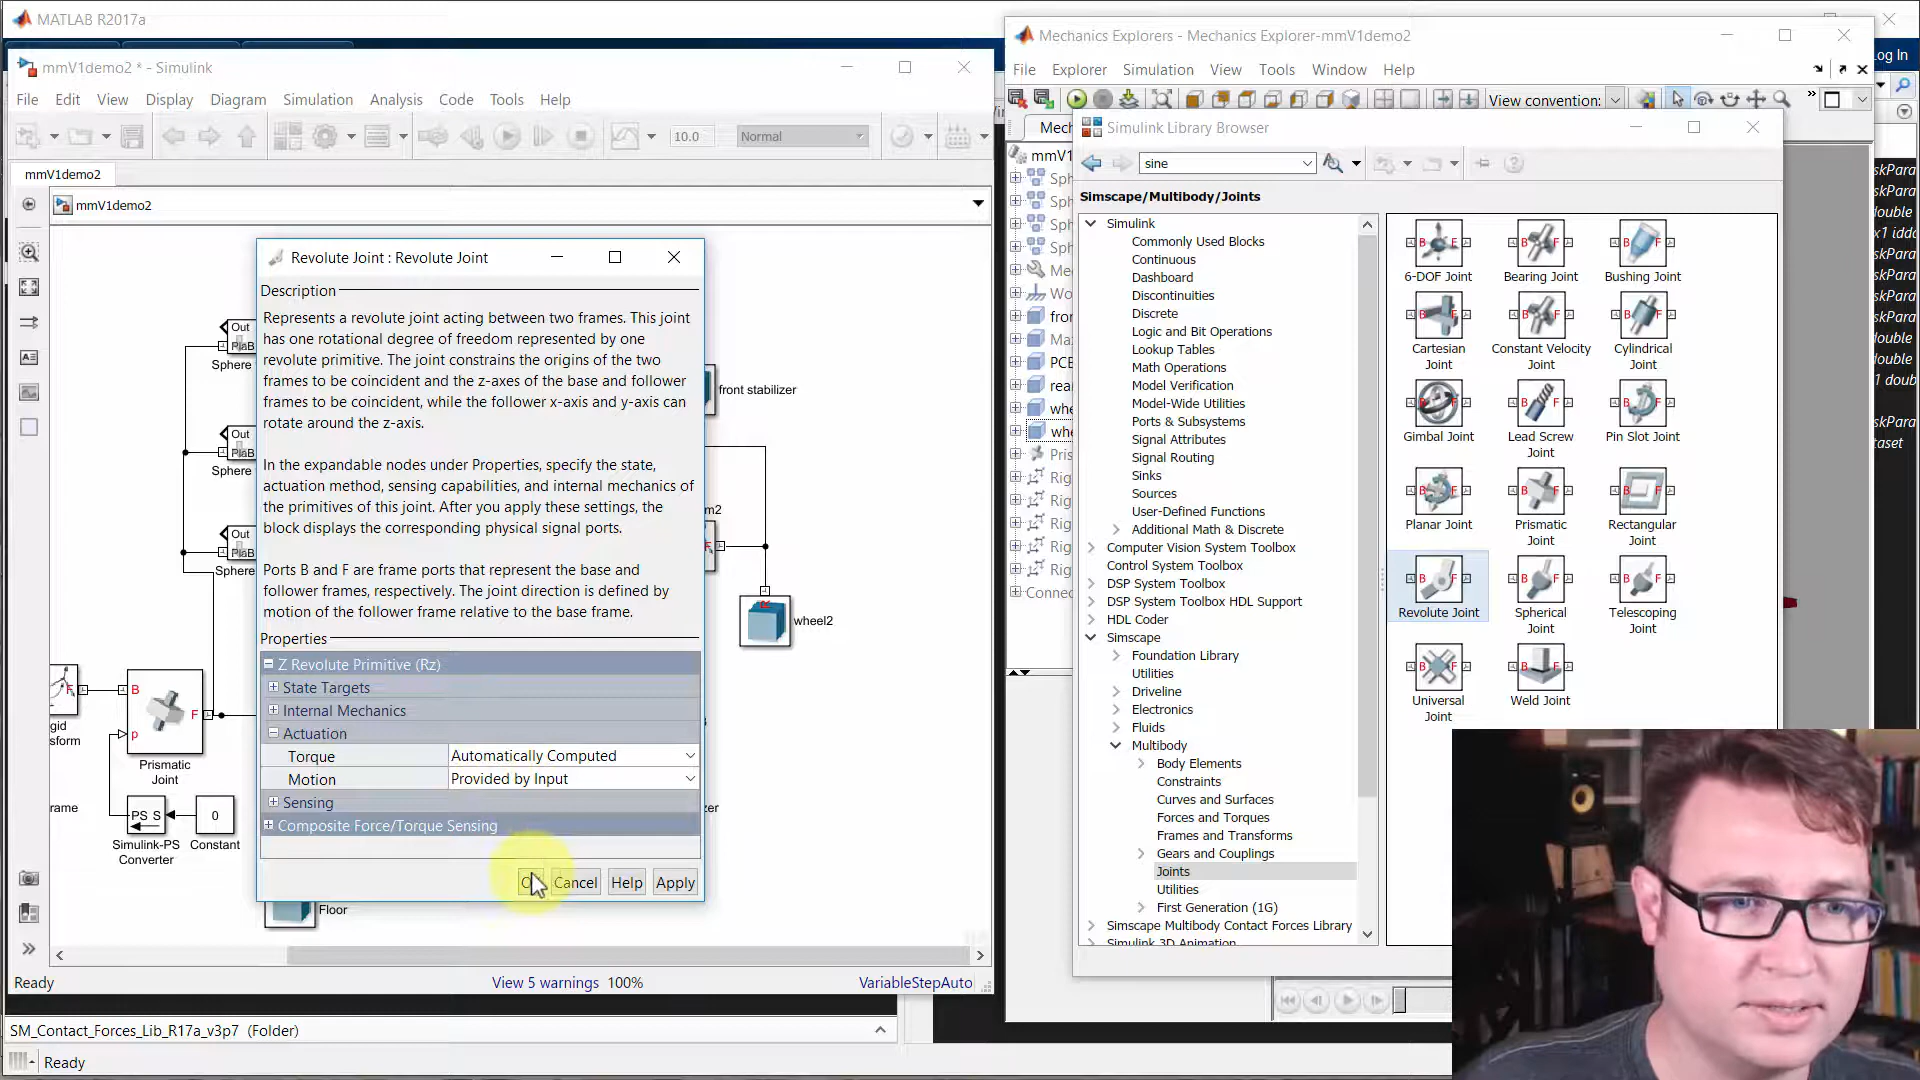 MATLAB R2017a
mmV1demo2 * - Simulink
File Edit View Display Diagram Simulation Analysis Code Tools Help
10.0 Normal
mmV1demo2
mmV1demo2
Out
Sphere
Out
Sphere
Out
Sphere
front stabilizer
m2
wheel2
B F p
Prismatic
Joint
PS S
0
Simulink-PS
Converter
Constant
Floor
Revolute Joint : Revolute Joint
Description
Represents a revolute joint acting between two frames. This joint
has one rotational degree of freedom represented by one
revolute primitive. The joint constrains the origins of the two
frames to be coincident and the z-axes of the base and follower
frames to be coincident, while the follower x-axis and y-axis can
rotate around the z-axis.
In the expandable nodes under Properties, specify the state,
actuation method, sensing capabilities, and internal mechanics of
the primitives of this joint. After you apply these settings, the
block displays the corresponding physical signal ports.
Ports B and F are frame ports that represent the base and
follower frames, respectively. The joint direction is defined by
motion of the follower frame relative to the base frame.
Properties
Z Revolute Primitive (Rz)
State Targets
Internal Mechanics
Actuation
Torque Automatically Computed
Motion Provided by Input
Sensing
Composite Force/Torque Sensing
Cancel Help Apply
Ready View 5 warnings 100% VariableStepAuto
SM_Contact_Forces_Lib_R17a_v3p7 (Folder)
Ready
Mechanics Explorers - Mechanics Explorer-mmV1demo2
File Explorer Simulation View Tools Window Help
View convention:
Log In
Simulink Library Browser
sine
Simscape/Multibody/Joints
Simulink
Commonly Used Blocks
Continuous
Dashboard
Discontinuities
Discrete
Logic and Bit Operations
Lookup Tables
Math Operations
Model Verification
Model-Wide Utilities
Ports & Subsystems
Signal Attributes
Signal Routing
Sinks
Sources
User-Defined Functions
Additional Math & Discrete
Computer Vision System Toolbox
Control System Toolbox
DSP System Toolbox
DSP System Toolbox HDL Support
HDL Coder
Simscape
Foundation Library
Utilities
Driveline
Electronics
Fluids
Multibody
Body Elements
Constraints
Curves and Surfaces
Forces and Torques
Frames and Transforms
Gears and Couplings
Joints
Utilities
First Generation (1G)
Simscape Multibody Contact Forces Library
Simulink 3D Animation
6-DOF Joint Bearing Joint Bushing Joint
Cartesian Joint Constant Velocity Joint Cylindrical Joint
Gimbal Joint Lead Screw Joint Pin Slot Joint
Planar Joint Prismatic Joint Rectangular Joint
Revolute Joint Spherical Joint Telescoping Joint
Universal Joint Weld Joint